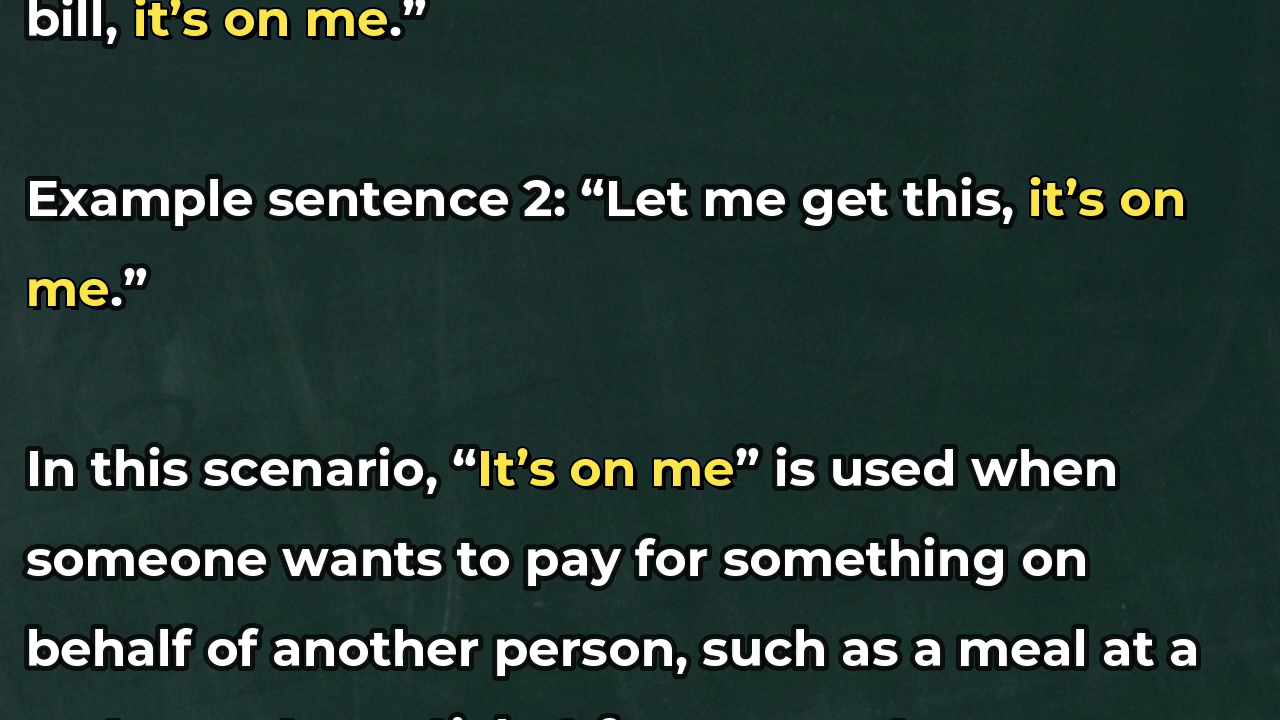 bill, it’s on me.”
Example sentence 2: “Let me get this, it’s on
me.”
In this scenario, “It’s on me” is used when
someone wants to pay for something on
behalf of another person, such as a meal at a